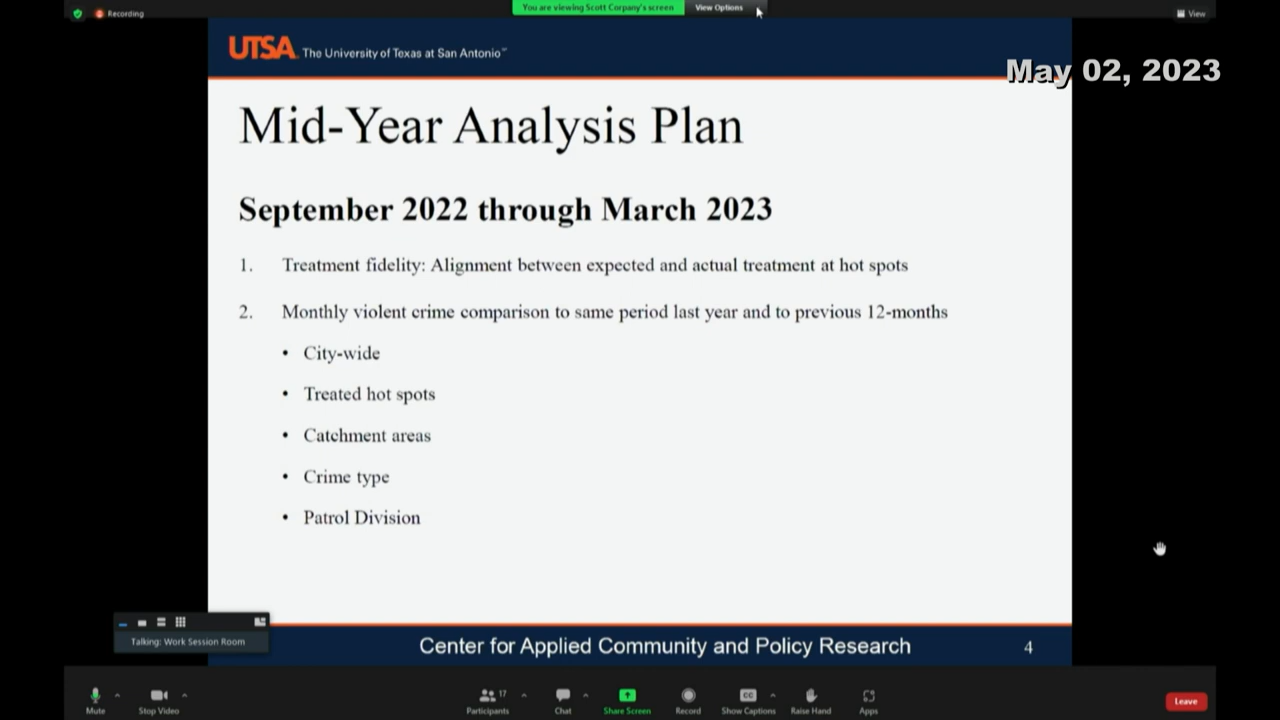 Recording
You are viewing Scott Corpany's screen
View Options
View
UTSA The University of Texas at San Antonio™
May 02, 2023
Mid-Year Analysis Plan
September 2022 through March 2023
1. Treatment fidelity: Alignment between expected and actual treatment at hot spots
2. Monthly violent crime comparison to same period last year and to previous 12-months
• City-wide
• Treated hot spots
• Catchment areas
• Crime type
• Patrol Division
Talking: Work Session Room
Center for Applied Community and Policy Research 4
Mute
Stop Video
17
Participants
Chat
Share Screen
Record
CC
Show Captions
Raise Hand
Apps
Leave